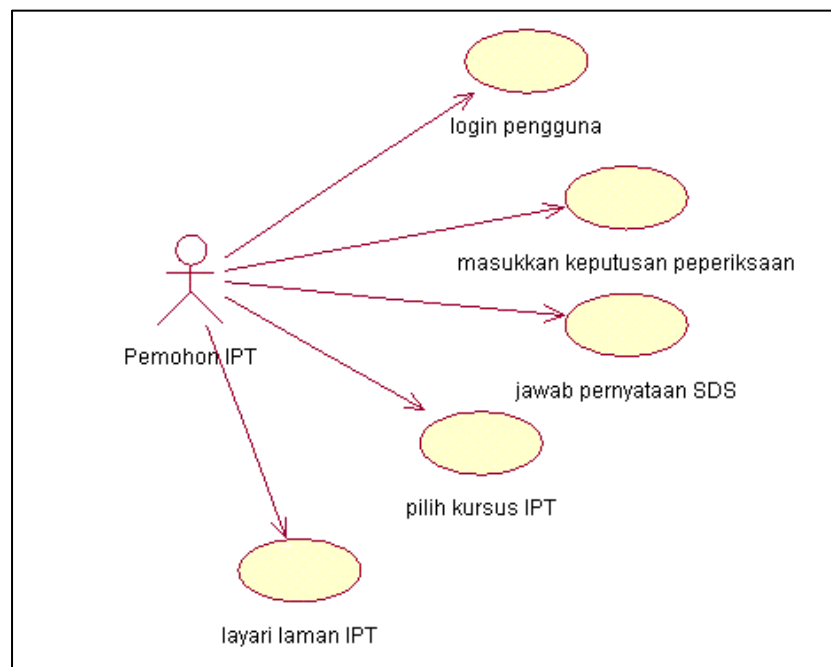 login pengguna
masukkan keputusan peperiksaan
Pemohon IPT
jawab pernyataan SDS
pilih kursus IPT
layari laman IPT